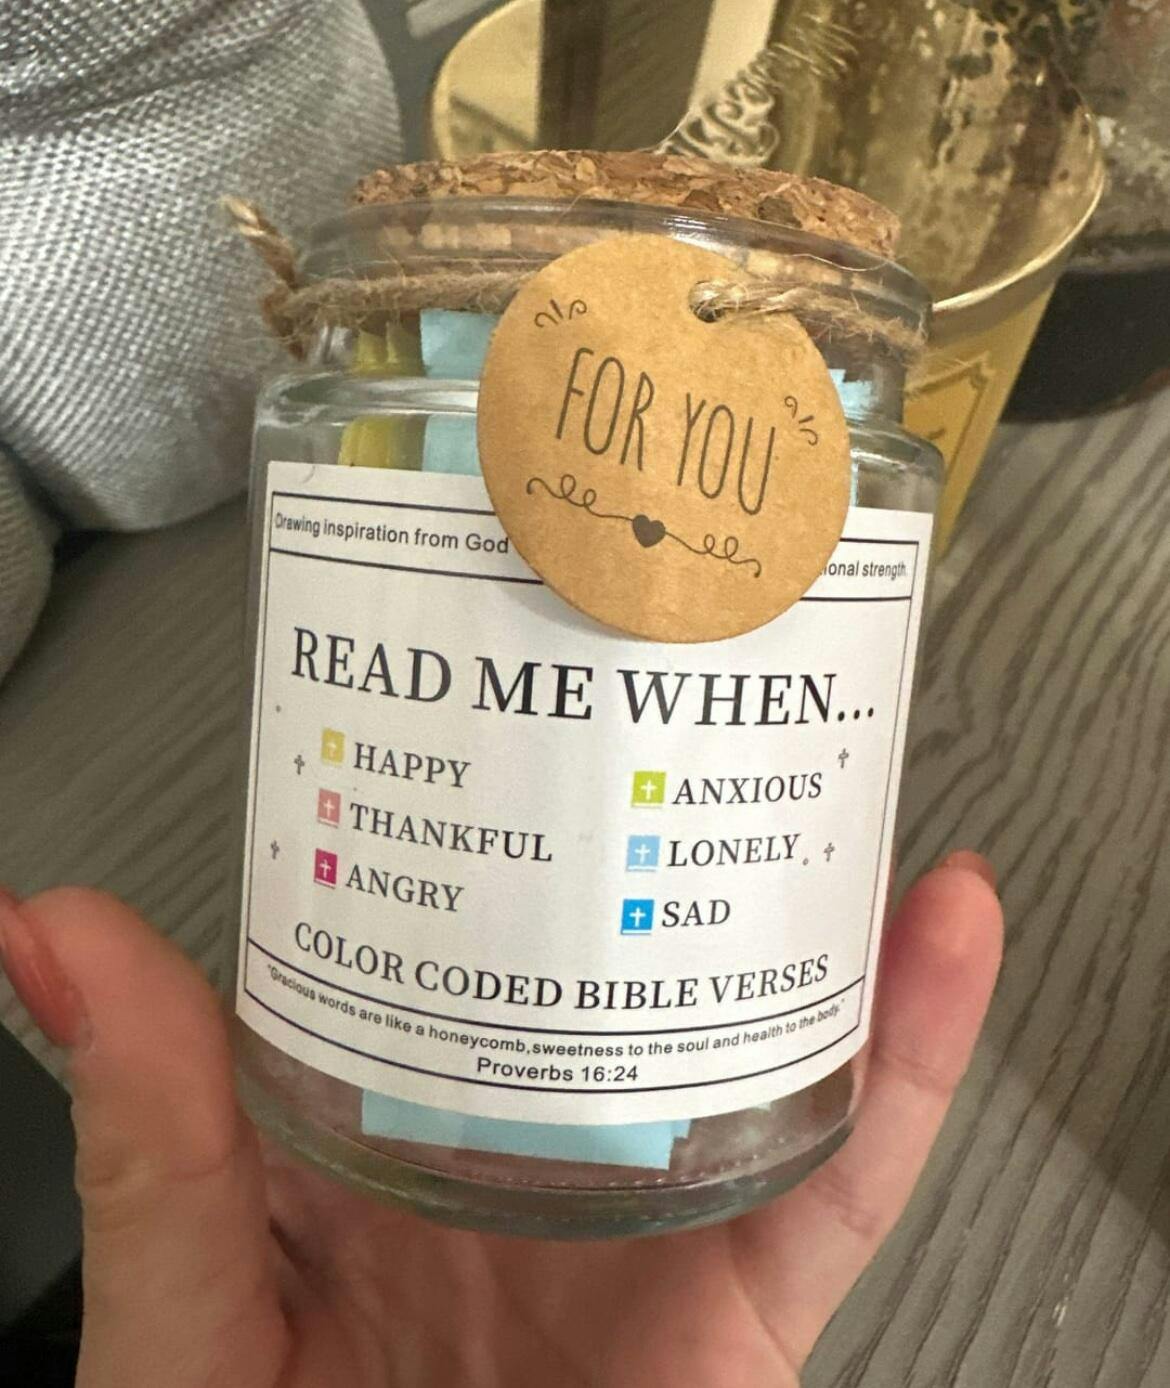 FOR YOU
Drawing inspiration from God
strength.
READ ME WHEN...
HAPPY
THANKFUL
ANGRY
ANXIOUS
LONELY
SAD
COLOR CODED BIBLE VERSES
"Gracious words are like a honeycomb,sweetness to the soul and health to the body."
Proverbs 16:24